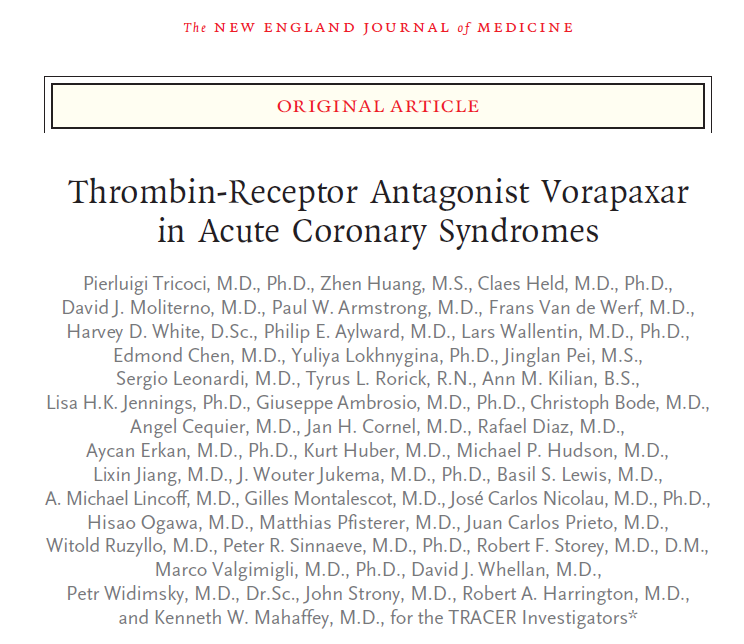 The NEW ENGLAND JOURNAL of MEDICINE
ORIGINAL ARTICLE
Thrombin-Receptor Antagonist Vorapaxar
in Acute Coronary Syndromes
Pierluigi Tricoci, M.D., Ph.D., Zhen Huang, M.S., Claes Held, M.D., Ph.D.,
David J. Moliterno, M.D., Paul W. Armstrong, M.D., Frans Van de Werf, M.D.,
Harvey D. White, D.Sc., Philip E. Aylward, M.D., Lars Wallentin, M.D., Ph.D.,
Edmond Chen, M.D., Yuliya Lokhnygina, Ph.D., Jinglan Pei, M.S.,
Sergio Leonardi, M.D., Tyrus L. Rorick, R.N., Ann M. Kilian, B.S.,
Lisa H.K. Jennings, Ph.D., Giuseppe Ambrosio, M.D., Ph.D., Christoph Bode, M.D.,
Angel Cequier, M.D., Jan H. Cornel, M.D., Rafael Diaz, M.D.,
Aycan Erkan, M.D., Ph.D., Kurt Huber, M.D., Michael P. Hudson, M.D.,
Lixin Jiang, M.D., J. Wouter Jukema, M.D., Ph.D., Basil S. Lewis, M.D.,
A. Michael Lincoff, M.D., Gilles Montalescot, M.D., José Carlos Nicolau, M.D., Ph.D.,
Hisao Ogawa, M.D., Matthias Pfisterer, M.D., Juan Carlos Prieto, M.D.,
Witold Ruzyllo, M.D., Peter R. Sinnaeve, M.D., Ph.D., Robert F. Storey, M.D., D.M.,
Marco Valgimigli, M.D., Ph.D., David J. Whellan, M.D.,
Petr Widimsky, M.D., Dr.Sc., John Strony, M.D., Robert A. Harrington, M.D.,
and Kenneth W. Mahaffey, M.D., for the TRACER Investigators*